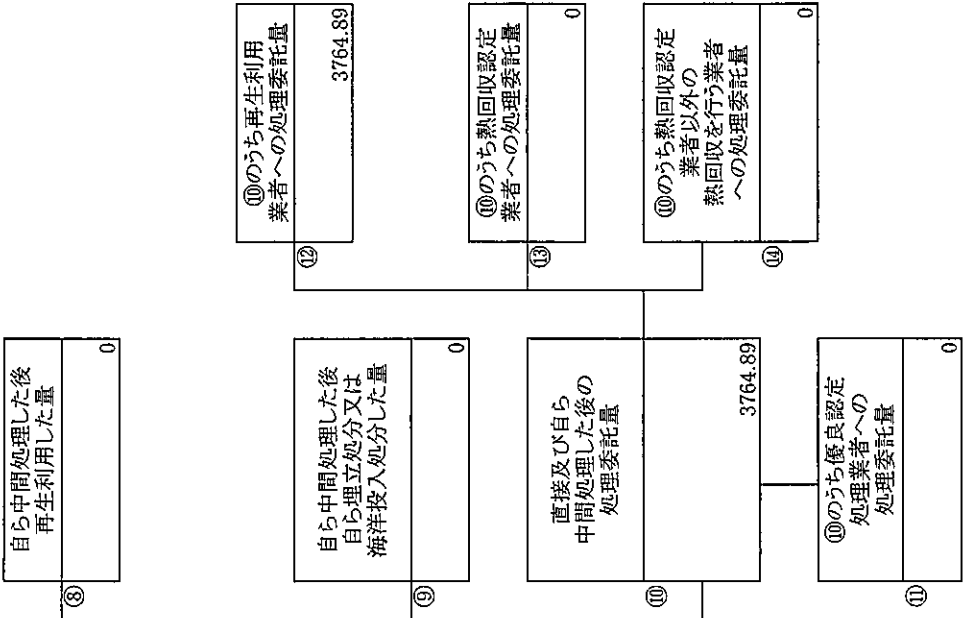 ⑧
自ら中間処理した後
再生利用した量
0
⑨
自ら中間処理した後
自ら埋立処分又は
海洋投入処分した量
0
⑩
直接及び自ら
中間処理した後の
処理委託量
3764.89
⑪
⑩のうち優良認定
処理業者への
処理委託量
0
⑫
⑩のうち再生利用
業者への処理委託量
3764.89
⑬
⑩のうち熱回収認定
業者への処理委託量
0
⑭
⑩のうち熱回収認定
業者以外の
熱回収を行う業者
への処理委託量
0